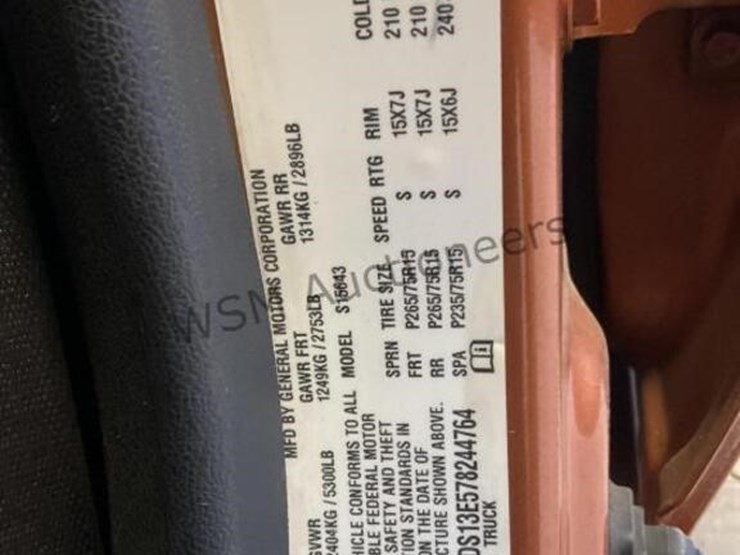 MFD BY GENERAL MOTORS CORPORATION
GVWR GAWR FRT GAWR RR
2404KG / 5300LB 1249KG / 2753LB 1314KG / 2896LB
HICLE CONFORMS TO ALL
BLE FEDERAL MOTOR
SAFETY AND THEFT
ION STANDARDS IN
ON THE DATE OF
CTURE SHOWN ABOVE.
MODEL S15643
SPRN TIRE SIZE SPEED RTG RIM COLD
FRT P265/75R15 S 15X7J 210
RR P265/75R15 S 15X7J 210
SPA P235/75R15 S 15X6J 240
DS13E578244764
TRUCK
WSM Auctioneers